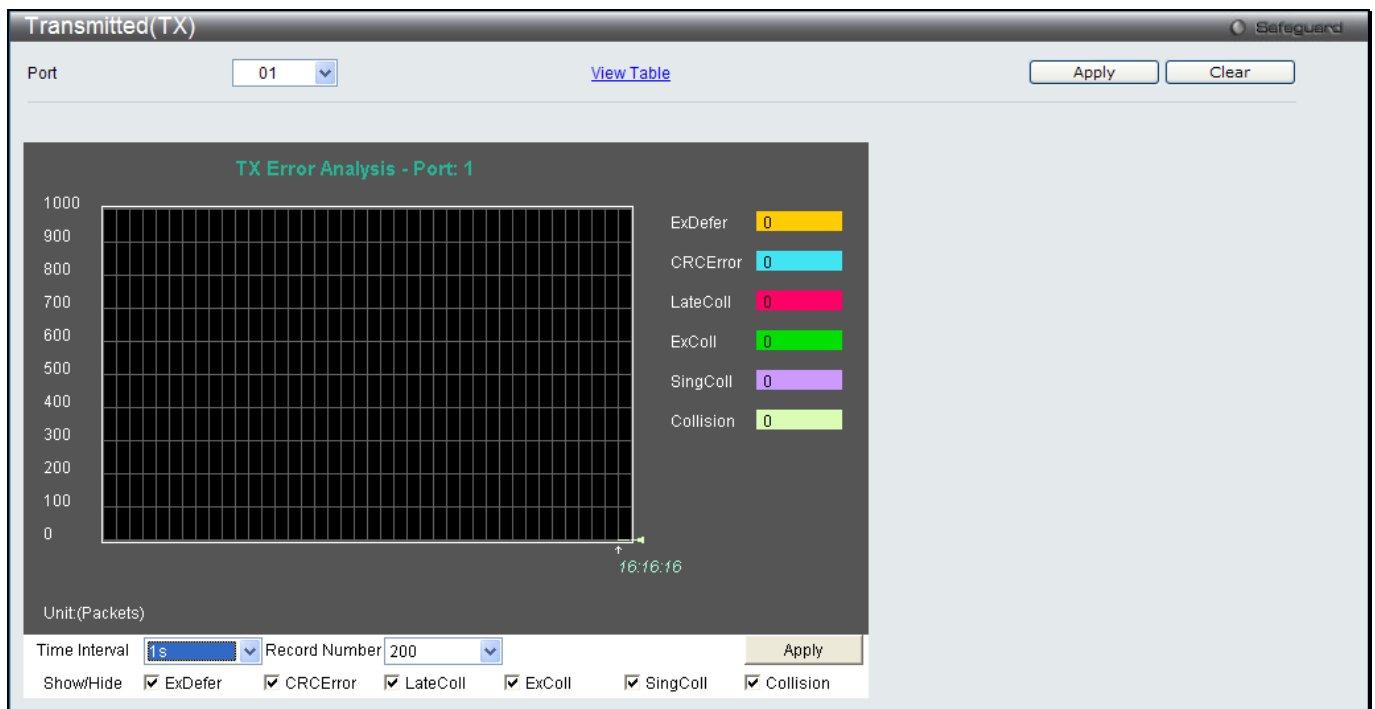 Transmitted(TX)
Safeguard
Port 01 View Table Apply Clear
TX Error Analysis - Port: 1
1000
900
800
700
600
500
400
300
200
100
0
ExDefer 0
CRCError 0
LateColl 0
ExColl 0
SingColl 0
Collision 0
16:16:16
Unit:(Packets)
Time Interval 1s Record Number 200 Apply
Show/Hide ExDefer CRCError LateColl ExColl SingColl Collision